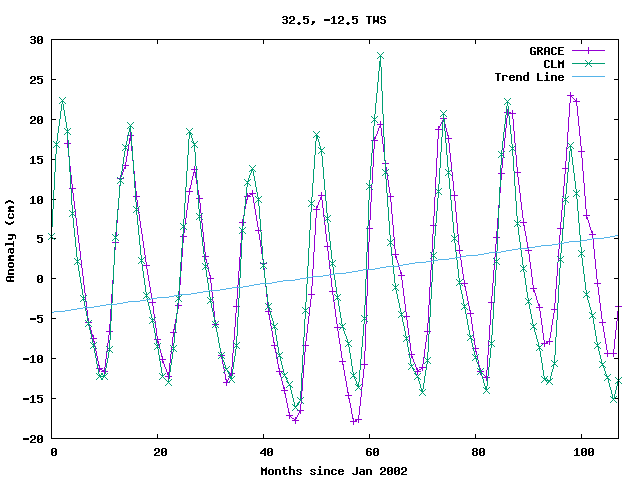 32.5, -12.5 TWS
GRACE
CLM
Trend Line
30
25
20
15
10
5
0
-5
-10
-15
-20
Anomaly (cm)
0 20 40 60 80 100
Months since Jan 2002